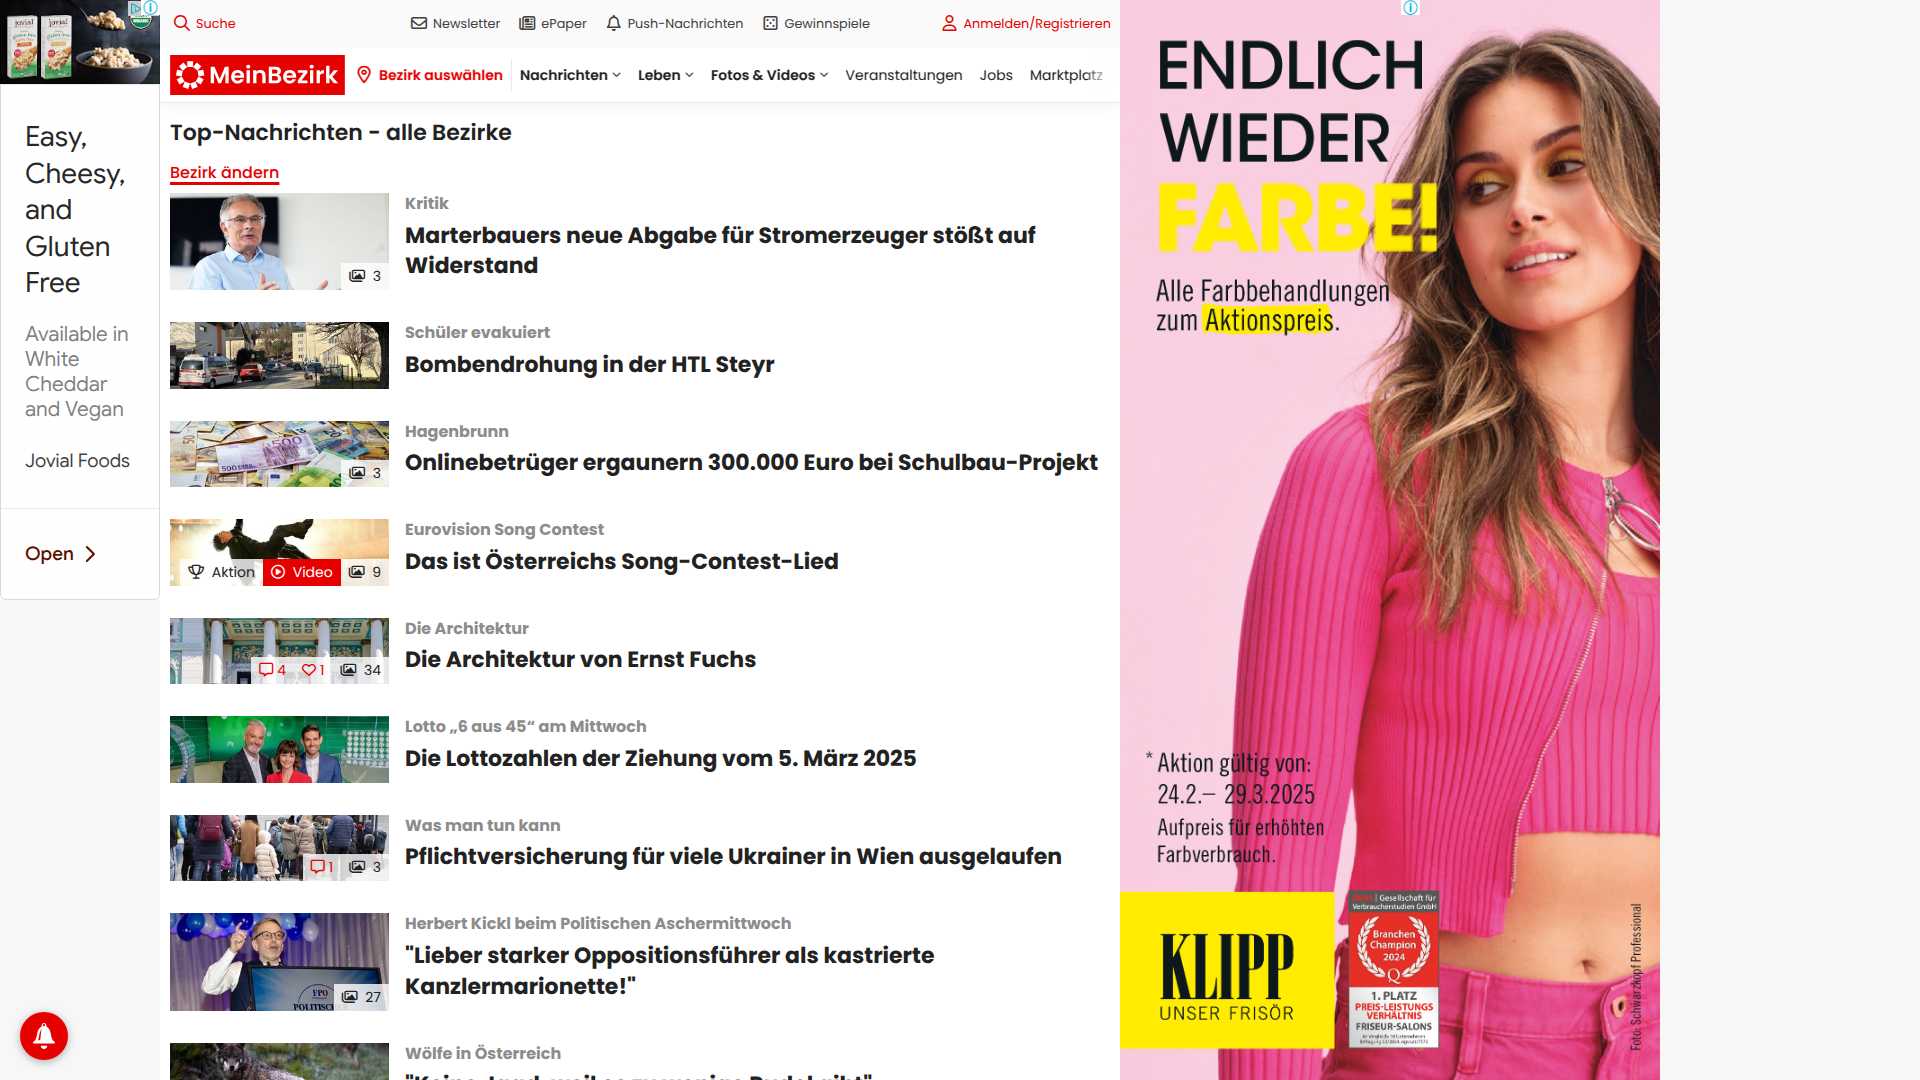 Suche
Newsletter
ePaper
Push-Nachrichten
Gewinnspiele
Anmelden/Registrieren
MeinBezirk
Bezirk auswählen
Nachrichten
Leben
Fotos & Videos
Veranstaltungen
Jobs
Marktplatz
Easy,
Cheesy,
and
Gluten
Free
Available in
White
Cheddar
and Vegan
Jovial Foods
Open
Top-Nachrichten - alle Bezirke
Bezirk ändern
Kritik
Marterbauers neue Abgabe für Stromerzeuger stößt auf
Widerstand
3
Schüler evakuiert
Bombendrohung in der HTL Steyr
Hagenbrunn
Onlinebetrüger ergaunern 300.000 Euro bei Schulbau-Projekt
3
Eurovision Song Contest
Das ist Österreichs Song-Contest-Lied
Aktion
Video
9
Die Architektur
Die Architektur von Ernst Fuchs
4
1
34
Lotto „6 aus 45“ am Mittwoch
Die Lottozahlen der Ziehung vom 5. März 2025
Was man tun kann
Pflichtversicherung für viele Ukrainer in Wien ausgelaufen
1
3
Herbert Kickl beim Politischen Aschermittwoch
"Lieber starker Oppositionsführer als kastrierte
Kanzlermarionette!"
27
Wölfe in Österreich
ENDLICH
WIEDER
FARBE!
Alle Farbbehandlungen
zum Aktionspreis.
* Aktion gültig von:
24.2.– 29.3.2025
Aufpreis für erhöhten
Farbverbrauch.
KLIPP
UNSER FRISÖR
Gesellschaft für
Verbraucherstudien GmbH
Branchen
Champion
2024
1. PLATZ
PREIS-LEISTUNGS
VERHÄLTNIS
FRISEUR-SALONS
Foto: Schwarzkopf Professional